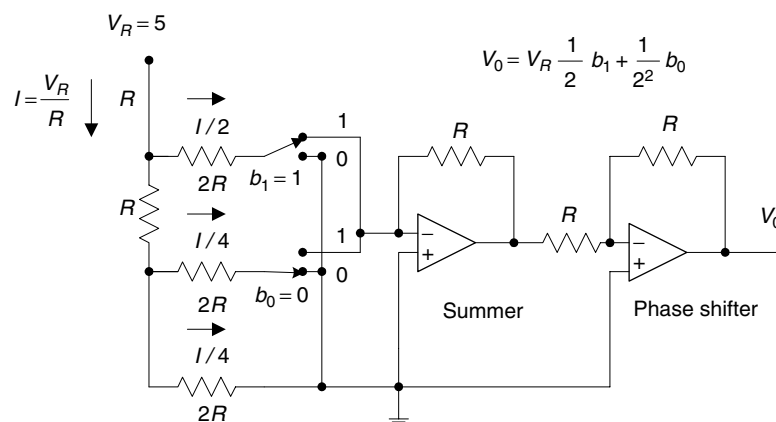 V_R = 5
V_0 = V_R 1/2 b_1 + 1/2^2 b_0
I = V_R/R
R
I/2
1
0
2R
b_1 = 1
R
R
R
I/4
1
0
2R
b_0 = 0
R
V_0
−
+
−
+
Summer
Phase shifter
I/4
2R